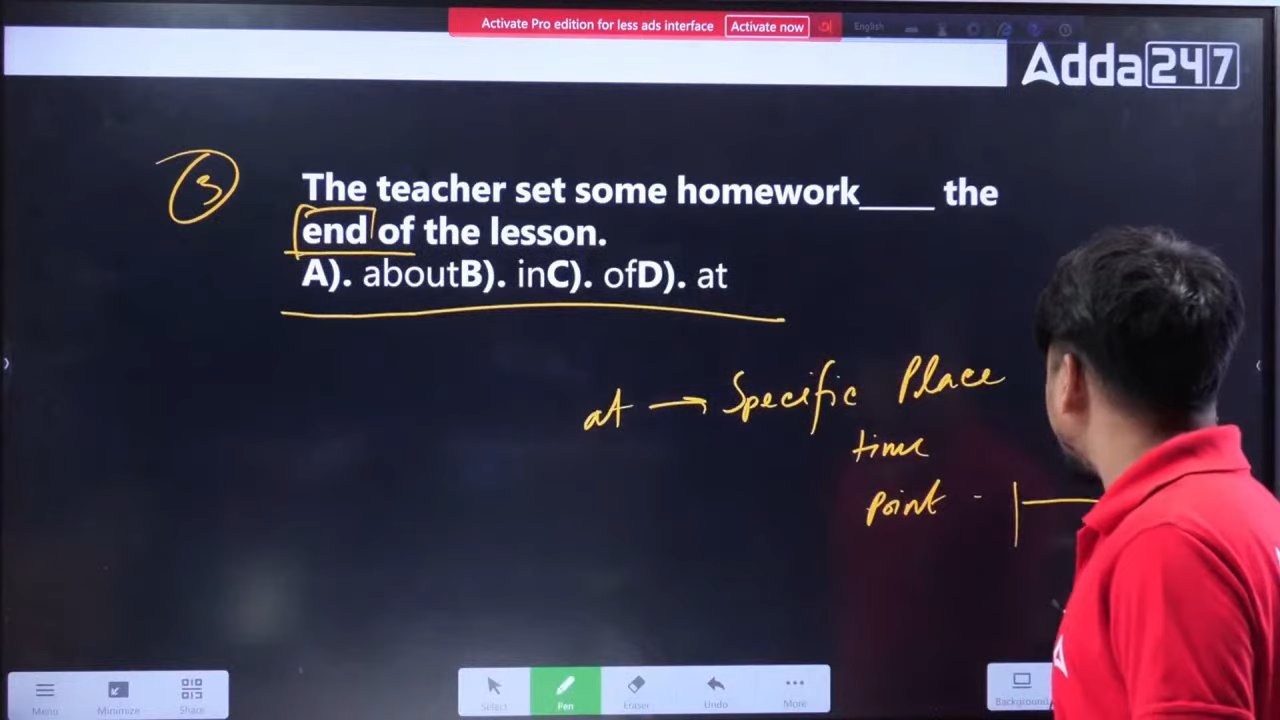 Activate Pro edition for less ads interface Activate now
English
Adda247
3
The teacher set some homework____ the
end of the lesson.
A). aboutB). inC). ofD). at
at → Specific Place
time
point -
Menu Minimize Share
Select Pen Eraser Undo More
Background